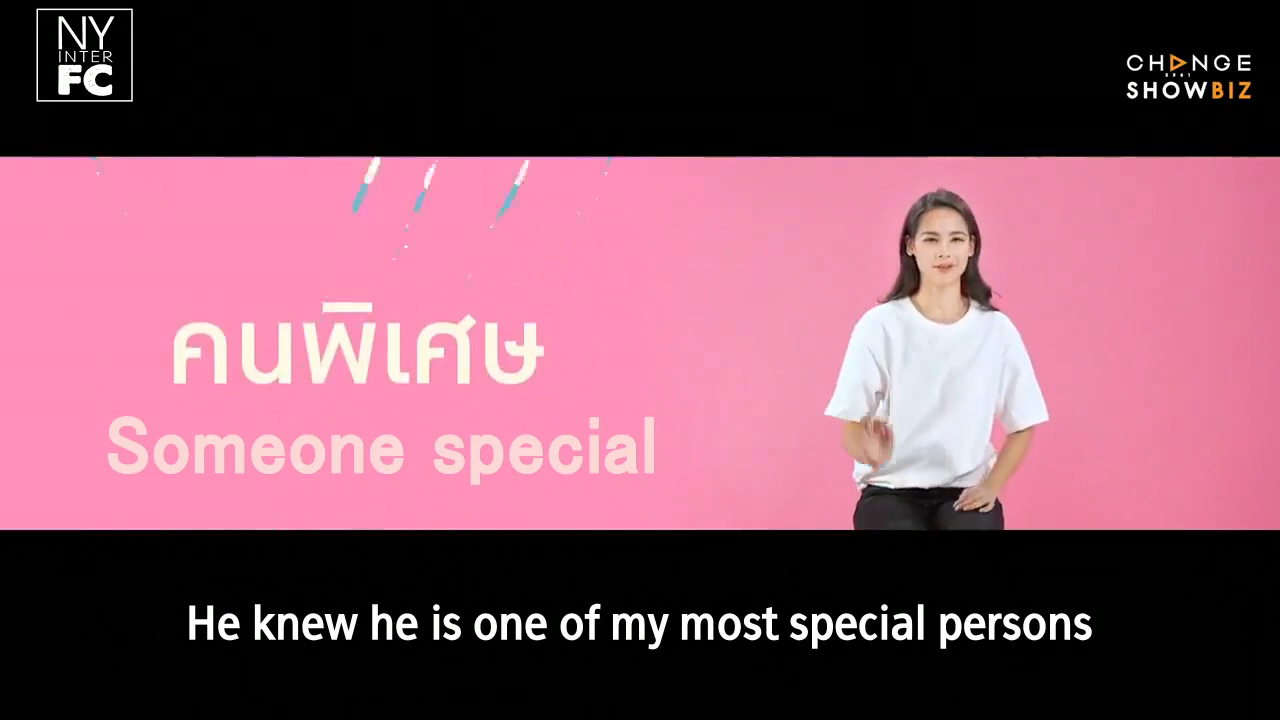 NY
INTER
FC
CHANGE
2561
SHOWBIZ
คนพิเศษ
Someone special
He knew he is one of my most special persons